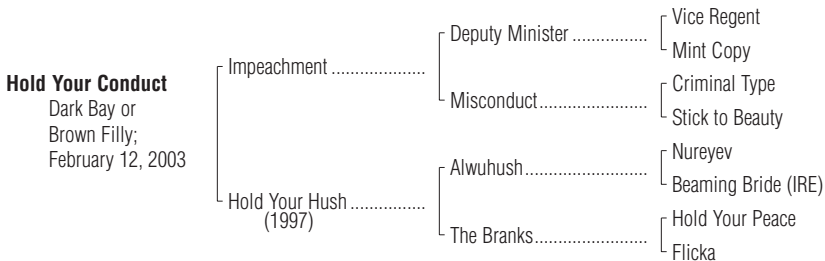 Hold Your Conduct
Dark Bay or
Brown Filly;
February 12, 2003
Impeachment ....................
Hold Your Hush ................
(1997)
Deputy Minister ................
Misconduct.......................
Alwuhush..........................
The Branks........................
Vice Regent
Mint Copy
Criminal Type
Stick to Beauty
Nureyev
Beaming Bride (IRE)
Hold Your Peace
Flicka